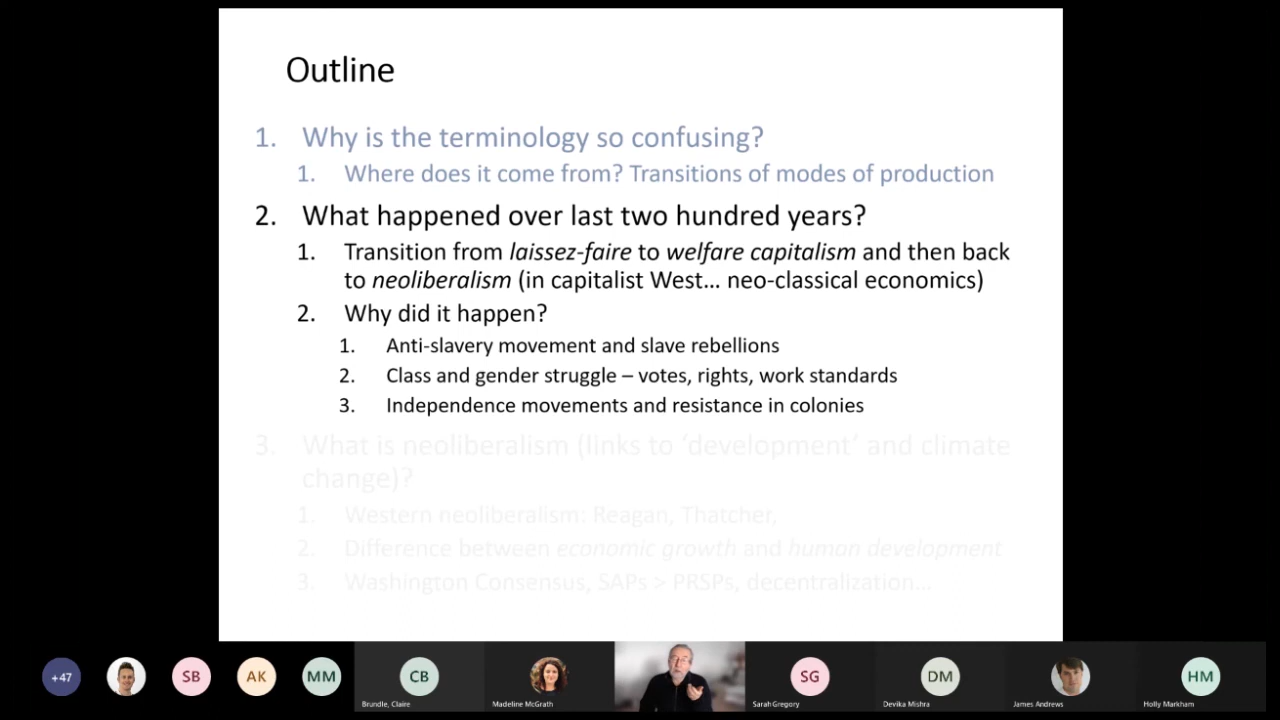 Outline
1. Why is the terminology so confusing?
1. Where does it come from? Transitions of modes of production
2. What happened over last two hundred years?
1. Transition from laissez-faire to welfare capitalism and then back
to neoliberalism (in capitalist West... neo-classical economics)
2. Why did it happen?
1. Anti-slavery movement and slave rebellions
2. Class and gender struggle – votes, rights, work standards
3. Independence movements and resistance in colonies
3. What is neoliberalism (links to ‘development’ and climate
change)?
1. Western neoliberalism: Reagan, Thatcher,
2. Difference between economic growth and human development
3. Washington Consensus, SAPs > PRSPs, decentralization...
+47 SB AK MM CB SG DM HM
Brundle, Claire Madeline McGrath Sarah Gregory Devika Mishra James Andrews Holly Markham